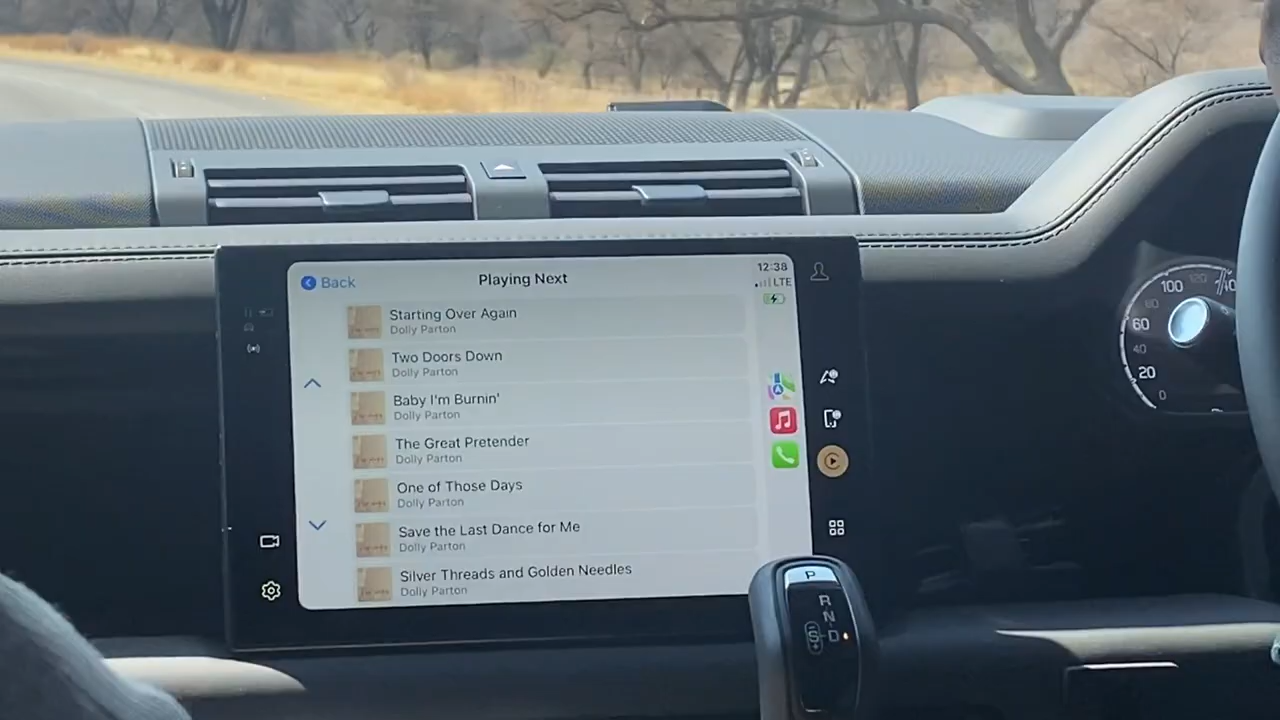 Back
Playing Next
12:38
LTE
Starting Over Again
Dolly Parton
Two Doors Down
Dolly Parton
Baby I'm Burnin'
Dolly Parton
The Great Pretender
Dolly Parton
One of Those Days
Dolly Parton
Save the Last Dance for Me
Dolly Parton
Silver Threads and Golden Needles
Dolly Parton
100
80
60
40
20
0
P
R
N
S D